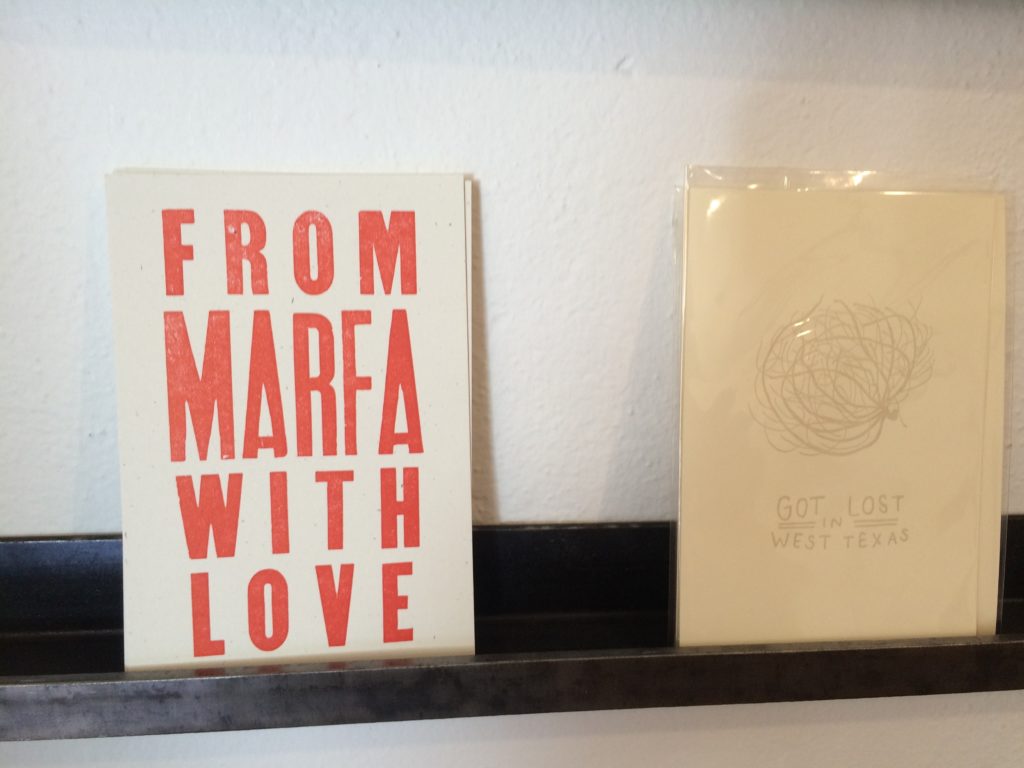 FROM
MARFA
WITH
LOVE
GOT LOST
IN
WEST TEXAS